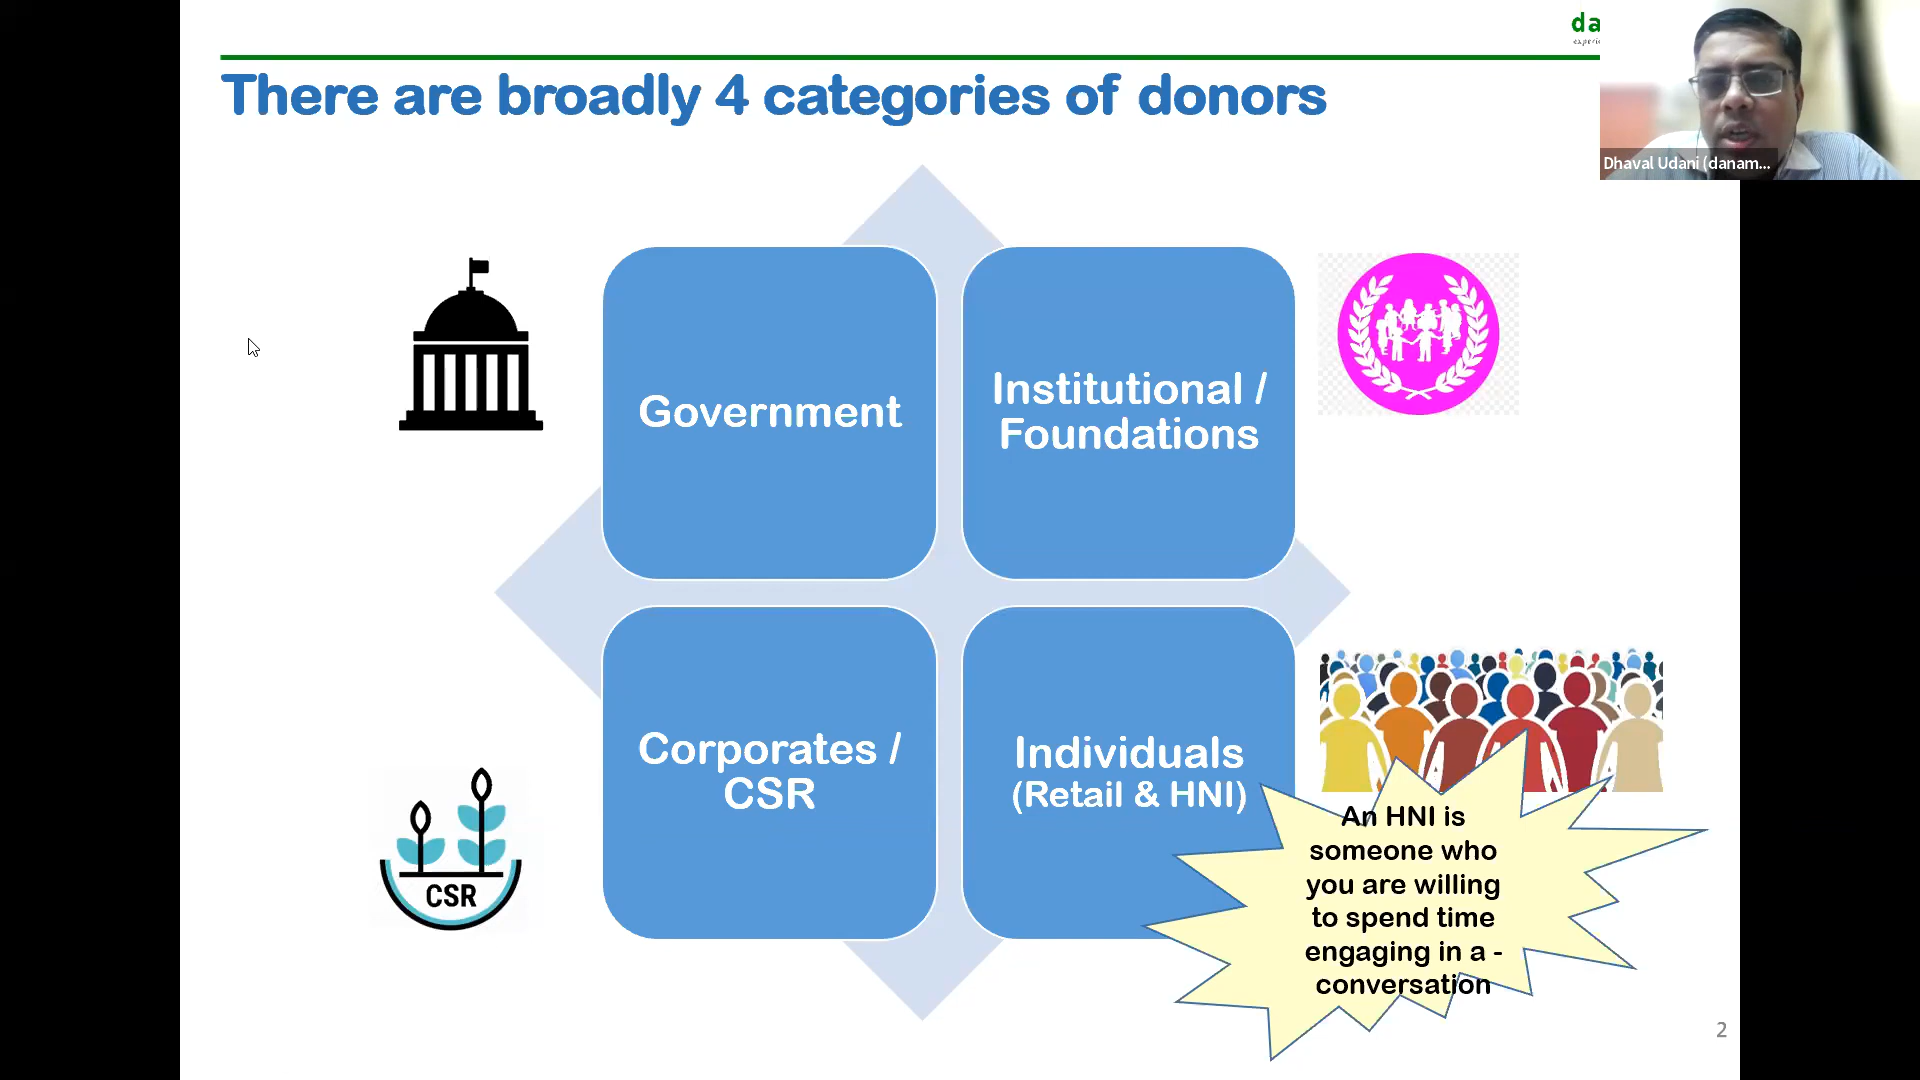 da
There are broadly 4 categories of donors
Dhaval Udani (danam...
Government
Institutional /
Foundations
Corporates /
CSR
Individuals
(Retail & HNI)
CSR
An HNI is
someone who
you are willing
to spend time
engaging in a -
conversation
2